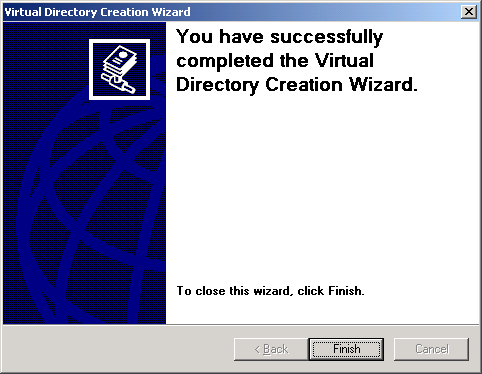 Virtual Directory Creation Wizard
You have successfully
completed the Virtual
Directory Creation Wizard.
To close this wizard, click Finish.
< Back
Finish
Cancel